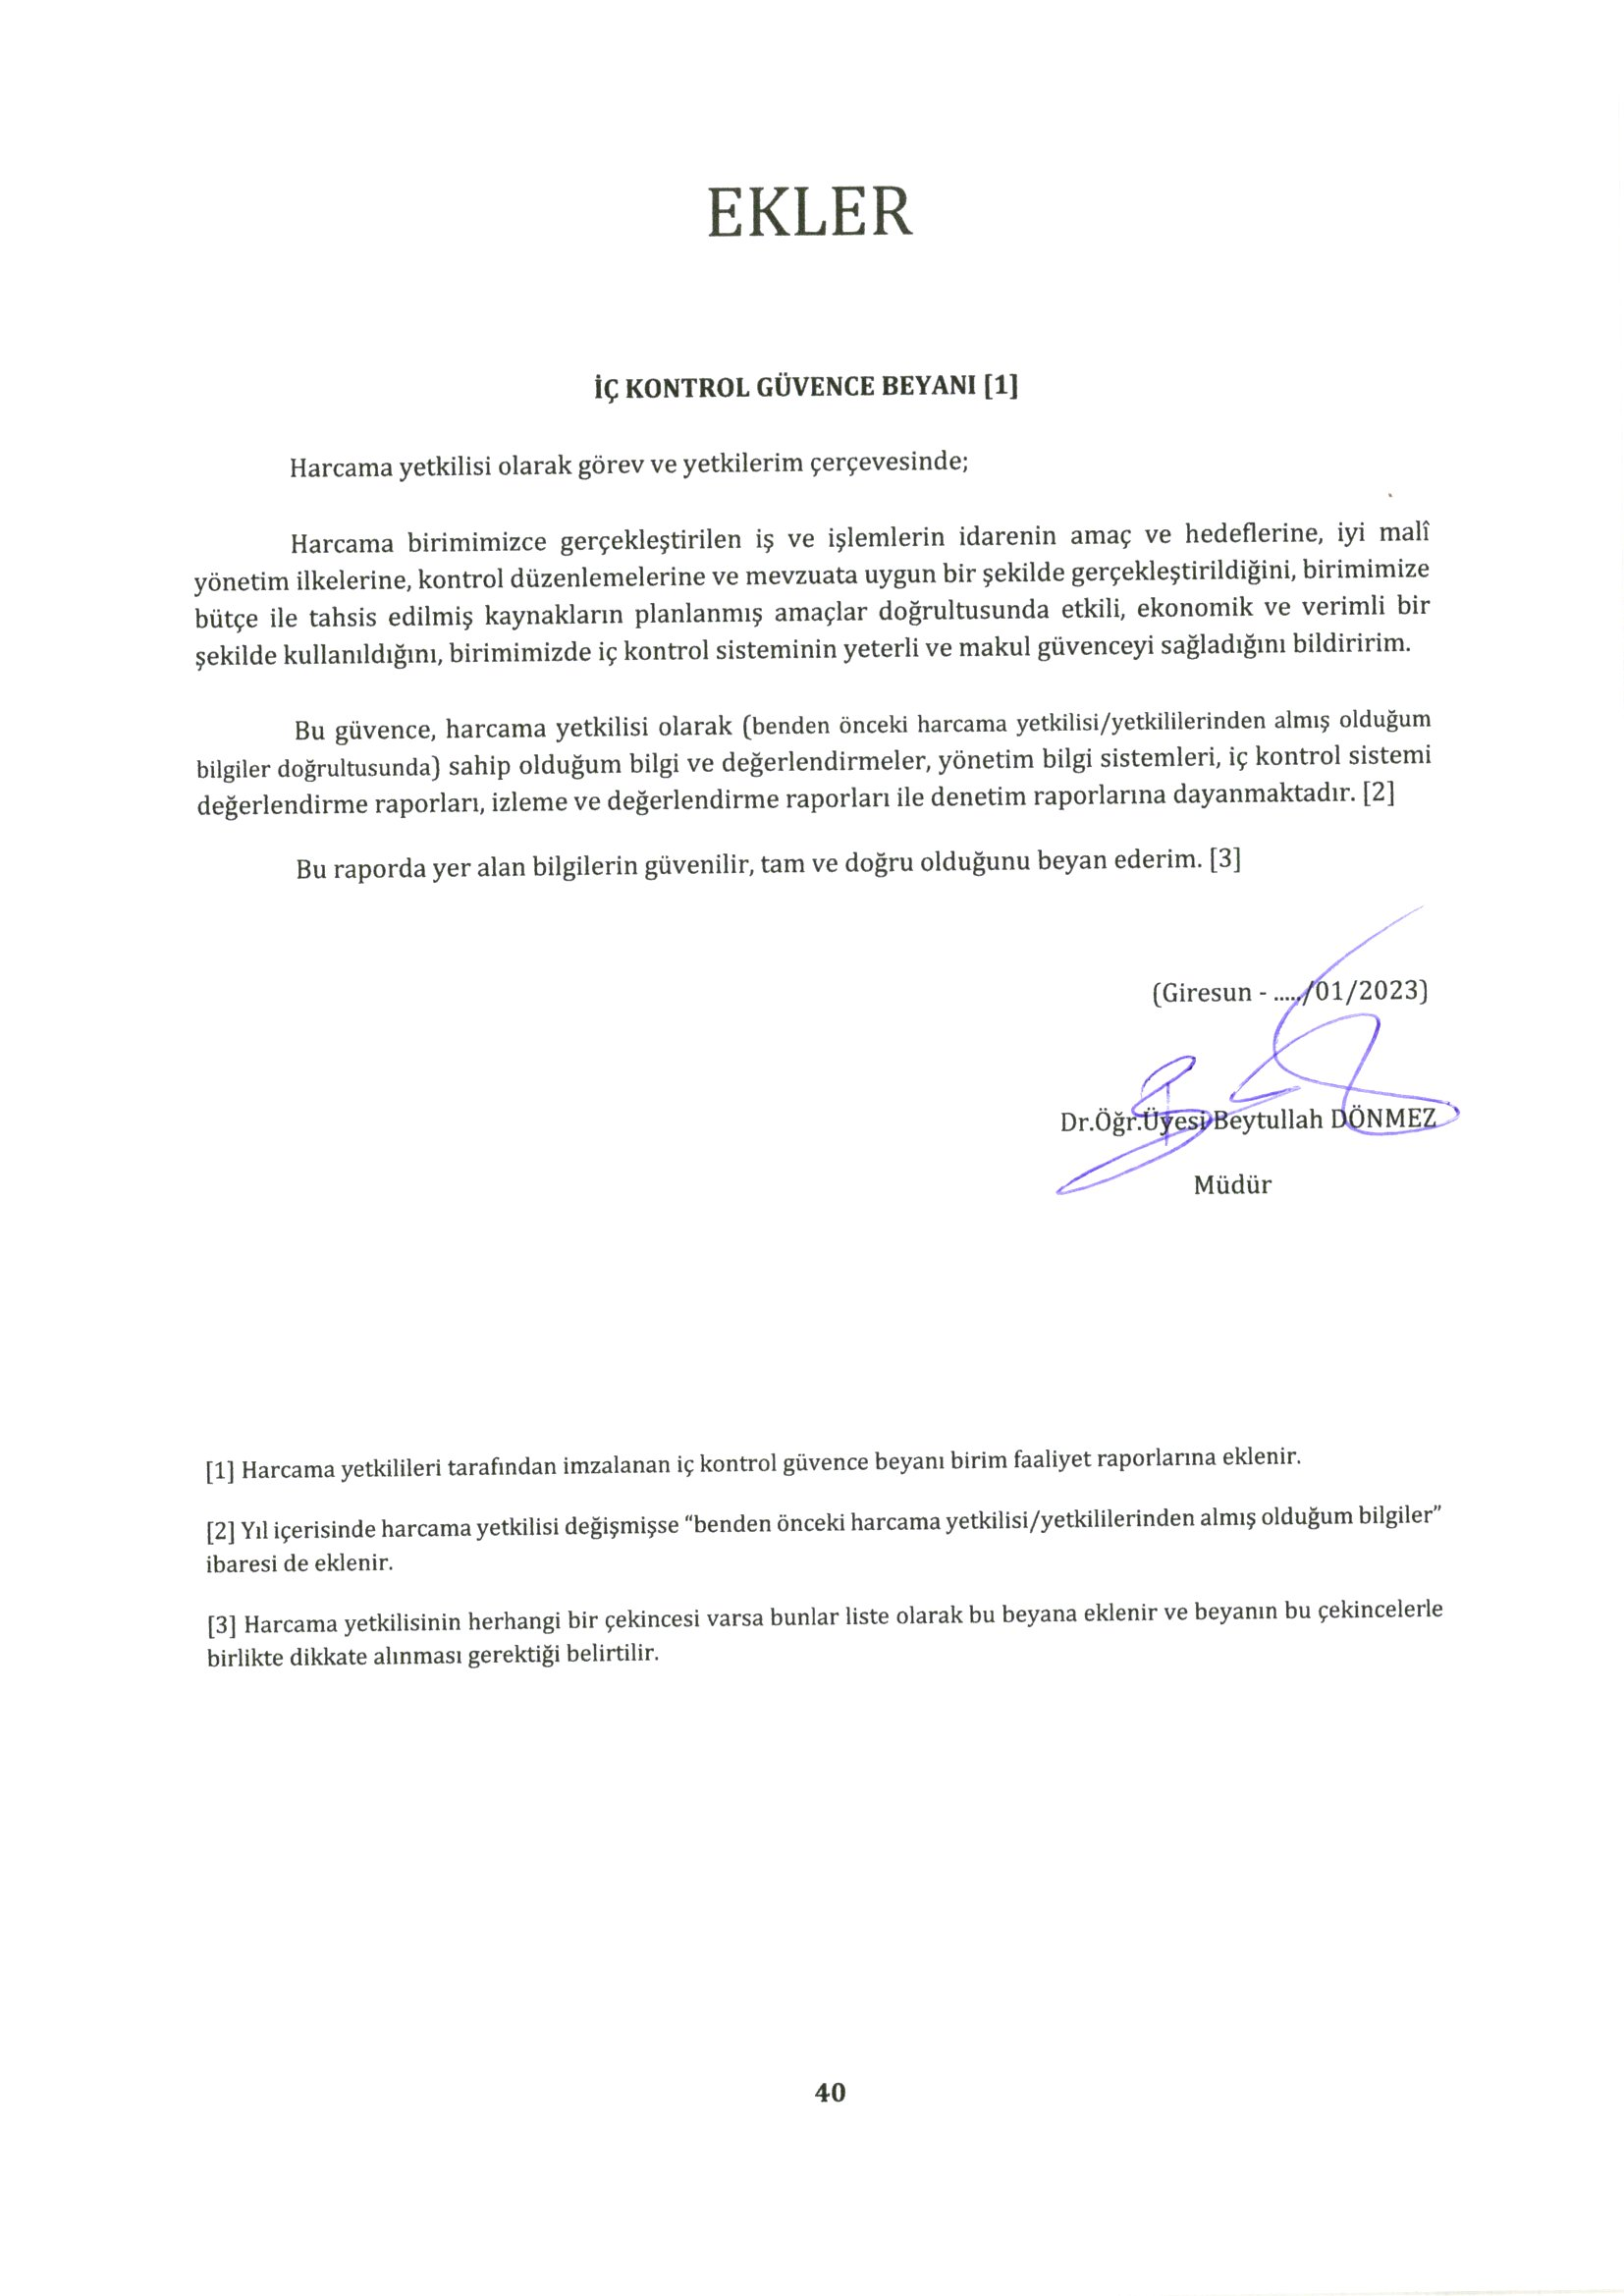 EKLER
İÇ KONTROL GÜVENCE BEYANI [1]
Harcama yetkilisi olarak görev ve yetkilerim çerçevesinde;
Harcama birimimizce gerçekleştirilen iş ve işlemlerin idarenin amaç ve hedeflerine, iyi malî
yönetim ilkelerine, kontrol düzenlemelerine ve mevzuata uygun bir şekilde gerçekleştirildiğini, birimimize
bütçe ile tahsis edilmiş kaynakların planlanmış amaçlar doğrultusunda etkili, ekonomik ve verimli bir
şekilde kullanıldığını, birimimizde iç kontrol sisteminin yeterli ve makul güvenceyi sağladığını bildiririm.
Bu güvence, harcama yetkilisi olarak (benden önceki harcama yetkilisi/yetkililerinden almış olduğum
bilgiler doğrultusunda) sahip olduğum bilgi ve değerlendirmeler, yönetim bilgi sistemleri, iç kontrol sistemi
değerlendirme raporları, izleme ve değerlendirme raporları ile denetim raporlarına dayanmaktadır. [2]
Bu raporda yer alan bilgilerin güvenilir, tam ve doğru olduğunu beyan ederim. [3]
(Giresun - ...../01/2023)
Dr.Öğr.Üyesi Beytullah DÖNMEZ
Müdür
[1] Harcama yetkilileri tarafından imzalanan iç kontrol güvence beyanı birim faaliyet raporlarına eklenir.
[2] Yıl içerisinde harcama yetkilisi değişmişse “benden önceki harcama yetkilisi/yetkililerinden almış olduğum bilgiler”
ibaresi de eklenir.
[3] Harcama yetkilisinin herhangi bir çekincesi varsa bunlar liste olarak bu beyana eklenir ve beyanın bu çekincelerle
birlikte dikkate alınması gerektiği belirtilir.
40